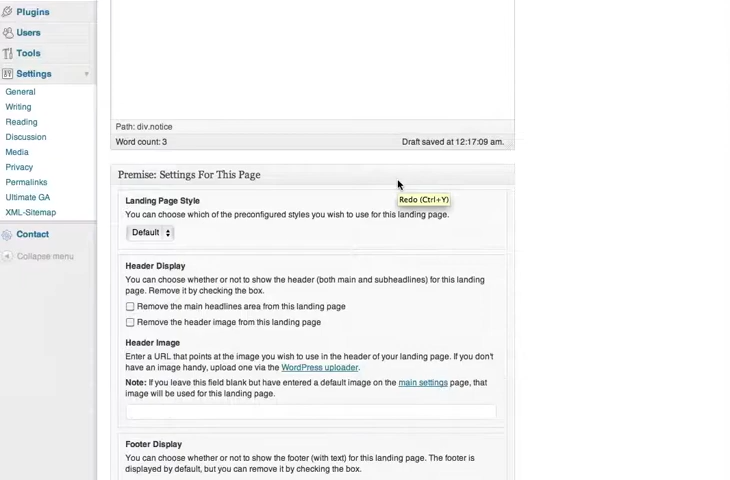 Plugins
Users
Tools
Settings
General
Writing
Reading
Discussion
Media
Privacy
Permalinks
Ultimate GA
XML-Sitemap
Contact
Collapse menu
Path: div.notice
Word count: 3
Draft saved at 12:17:09 am.
Premise: Settings For This Page
Redo (Ctrl+Y)
Landing Page Style
You can choose which of the preconfigured styles you wish to use for this landing page.
Default
Header Display
You can choose whether or not to show the header (both main and subheadlines) for this landing
page. Remove it by checking the box.
Remove the main headlines area from this landing page
Remove the header image from this landing page
Header Image
Enter a URL that points at the image you wish to use in the header of your landing page. If you don't
have an image handy, upload one via the WordPress uploader.
Note: If you leave this field blank but have entered a default image on the main settings page, that
image will be used for this landing page.
Footer Display
You can choose whether or not to show the footer (with text) for this landing page. The footer is
displayed by default, but you can remove it by checking the box.